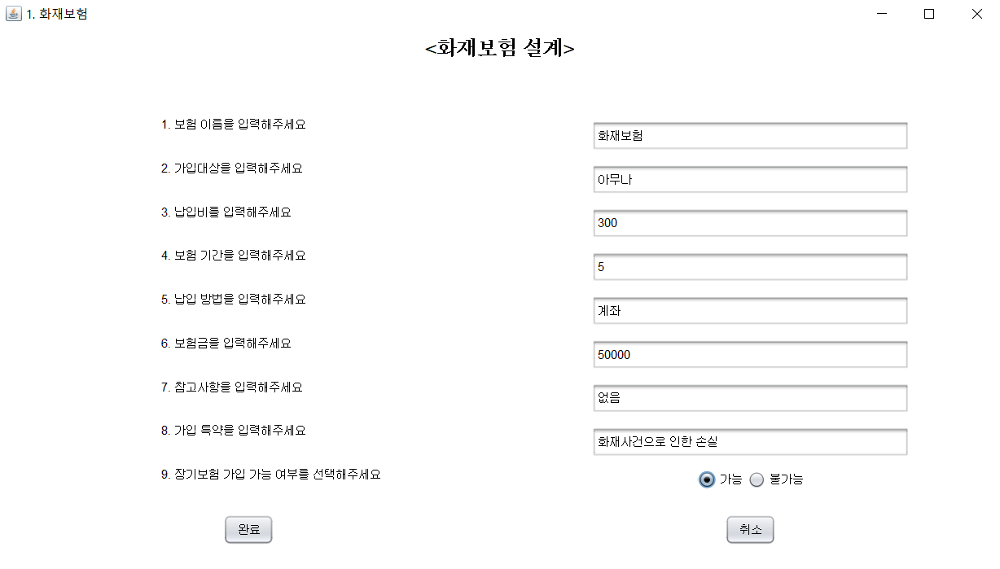 1. 화재보험
<화재보험 설계>
1. 보험 이름을 입력해주세요
화재보험
2. 가입대상을 입력해주세요
아무나
3. 납입비를 입력해주세요
300
4. 보험 기간을 입력해주세요
5
5. 납입 방법을 입력해주세요
계좌
6. 보험금을 입력해주세요
50000
7. 참고사항을 입력해주세요
없음
8. 가입 특약을 입력해주세요
화재사건으로 인한 손실
9. 장기보험 가입 가능 여부를 선택해주세요
가능 불가능
완료 취소